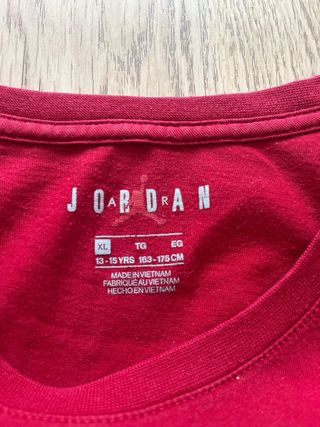 JORDAN
AIR
XL TG EG
13-15 YRS 163-175 CM
MADE IN VIETNAM
FABRIQUÉ AU VIETNAM
HECHO EN VIETNAM